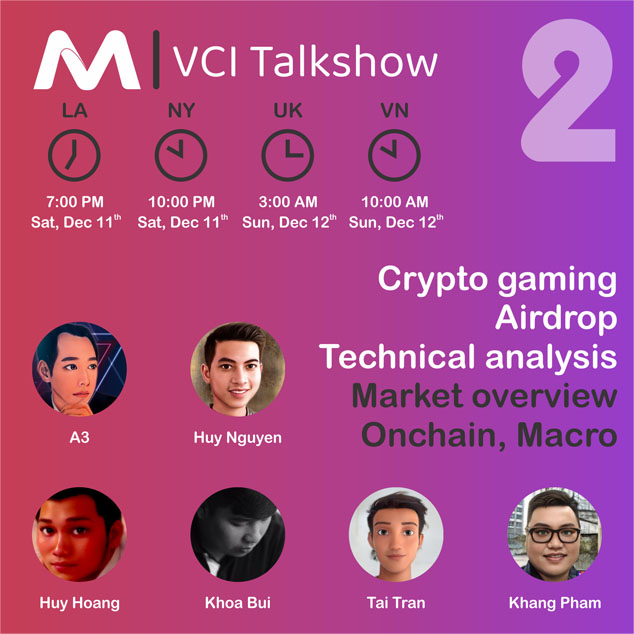 M | VCI Talkshow
2
LA NY UK VN
7:00 PM 10:00 PM 3:00 AM 10:00 AM
Sat, Dec 11th Sat, Dec 11th Sun, Dec 12th Sun, Dec 12th
Crypto gaming
Airdrop
Technical analysis
Market overview
Onchain, Macro
A3 Huy Nguyen
Huy Hoang Khoa Bui Tai Tran Khang Pham